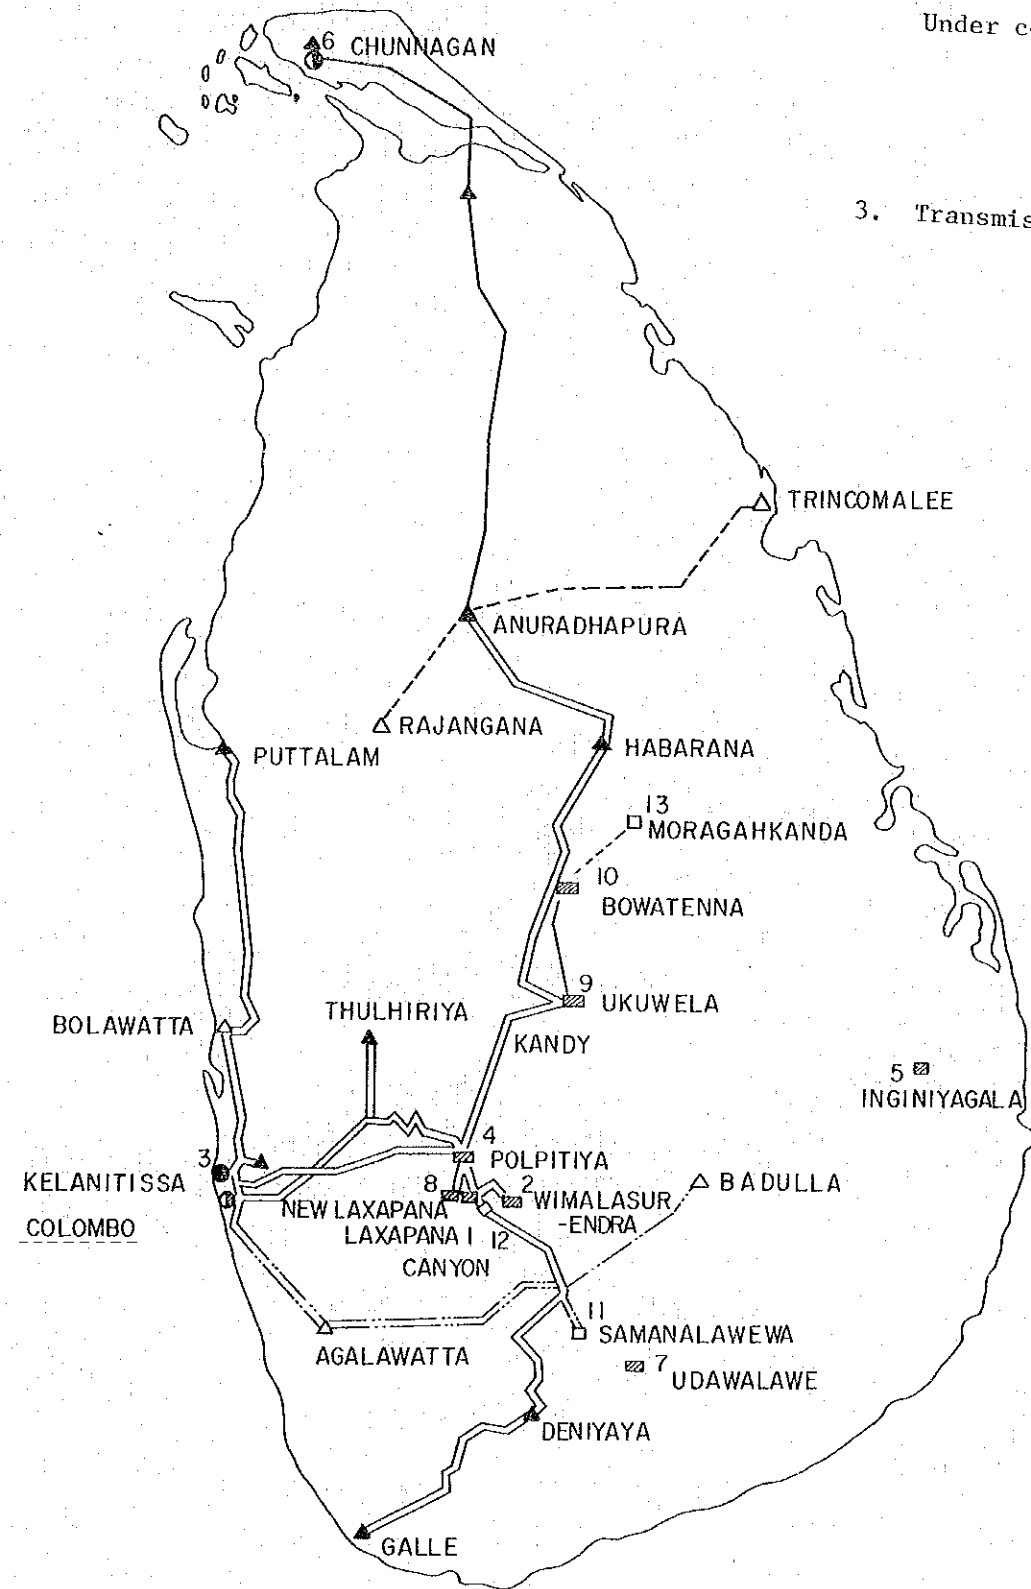 Under c
6 CHUNNAGAN
3. Transmis
TRINCOMALEE
ANURADHAPURA
RAJANGANA
HABARANA
PUTTALAM
13
MORAGAHKANDA
10
BOWATENNA
9
UKUWELA
THULHIRIYA
BOLAWATTA
KANDY
5
INGINIYAGALA
4
POLPITIYA
3
KELANITISSA
BADULLA
8
2
NEW LAXAPANA
WIMALASUR
-ENDRA
COLOMBO
LAXAPANA 1
12
CANYON
11
SAMANALAWEWA
AGALAWATTA
7
UDAWALAWE
DENIYAYA
GALLE